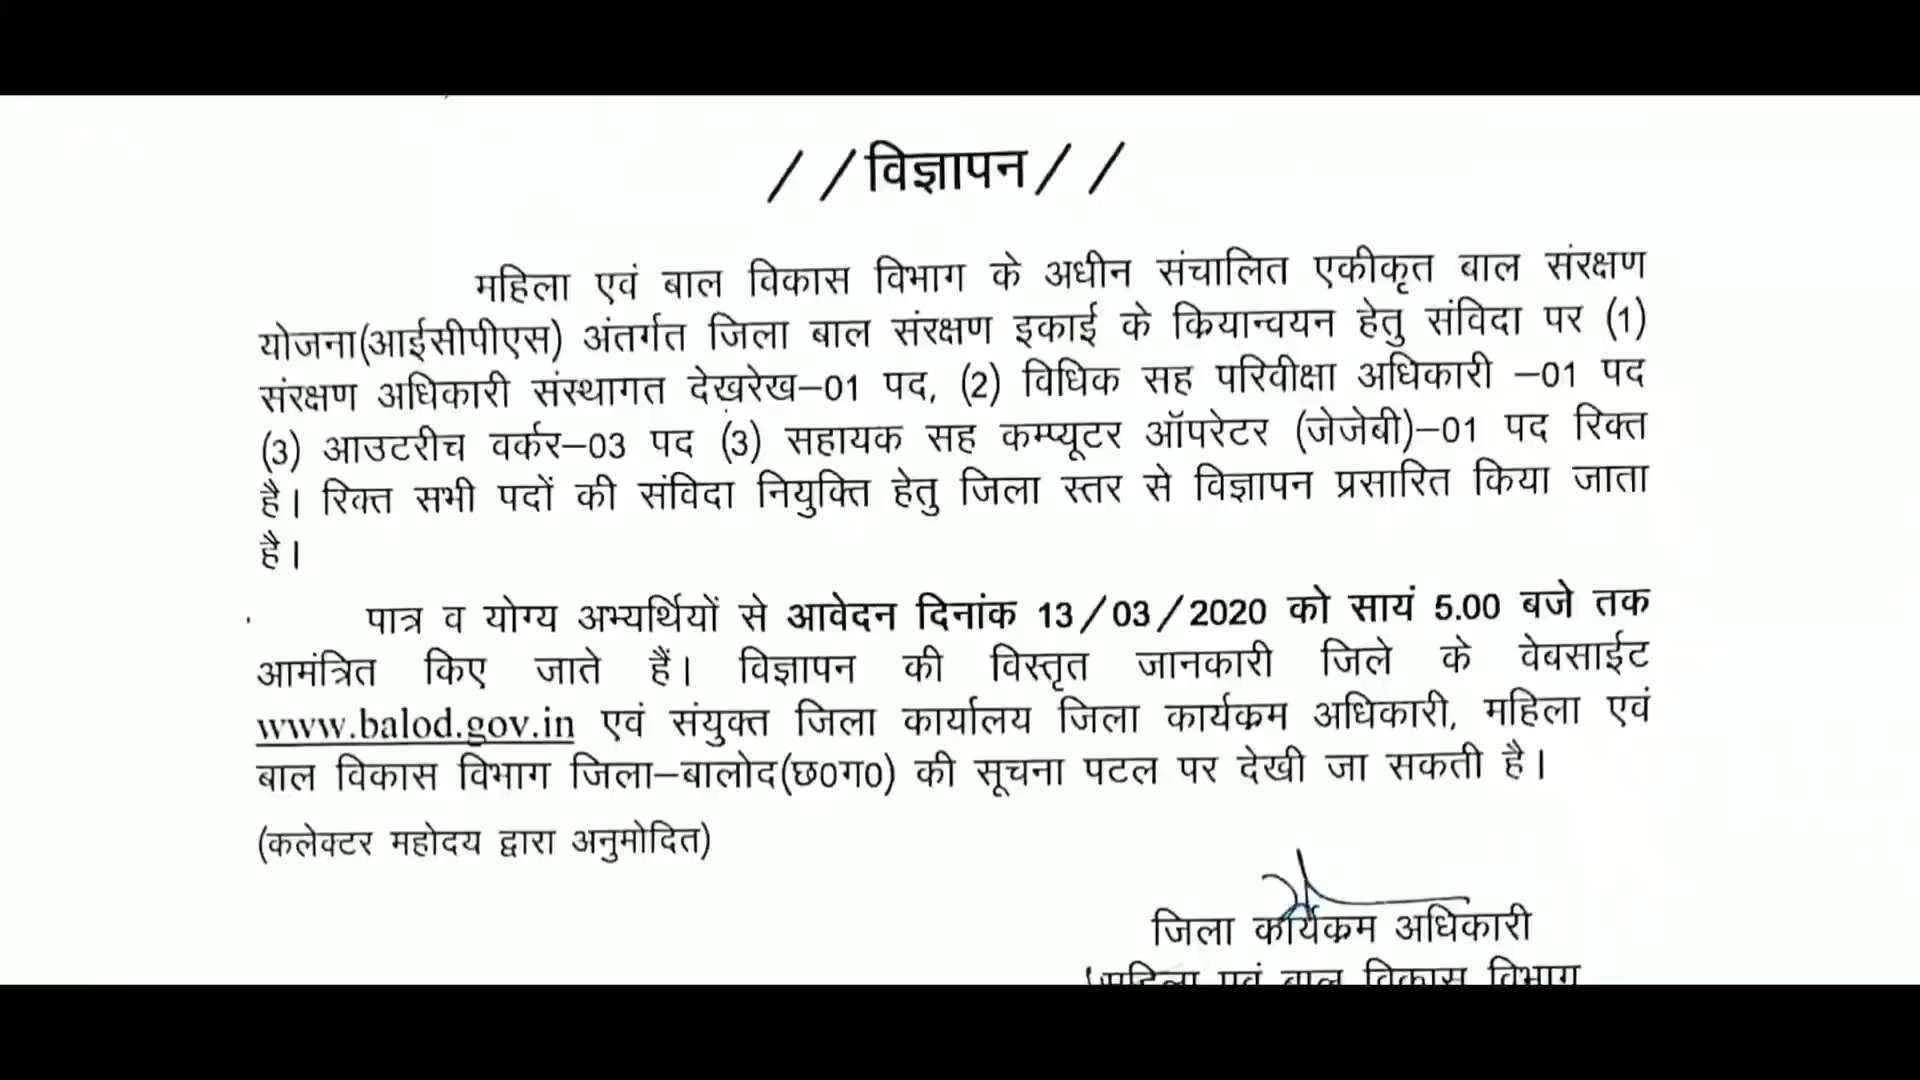 //विज्ञापन//
महिला एवं बाल विकास विभाग के अधीन संचालित एकीकृत बाल संरक्षण
योजना(आईसीपीएस) अंतर्गत जिला बाल संरक्षण इकाई के कियान्वयन हेतु संविदा पर (1)
संरक्षण अधिकारी संस्थागत देखरेख–01 पद, (2) विधिक सह परिवीक्षा अधिकारी –01 पद
(3) आउटरीच वर्कर–03 पद (3) सहायक सह कम्प्यूटर ऑपरेटर (जेजेबी)–01 पद रिक्त
है। रिक्त सभी पदों की संविदा नियुक्ति हेतु जिला स्तर से विज्ञापन प्रसारित किया जाता
है।
पात्र व योग्य अभ्यर्थियों से आवेदन दिनांक 13/03/2020 को सायं 5.00 बजे तक
आमंत्रित किए जाते हैं। विज्ञापन की विस्तृत जानकारी जिले के वेबसाईट
www.balod.gov.in एवं संयुक्त जिला कार्यालय जिला कार्यकम अधिकारी, महिला एवं
बाल विकास विभाग जिला–बालोद(छ0ग0) की सूचना पटल पर देखी जा सकती है।
(कलेक्टर महोदय द्वारा अनुमोदित)
जिला कार्यकम अधिकारी
महिला एवं बाल विकास विभाग